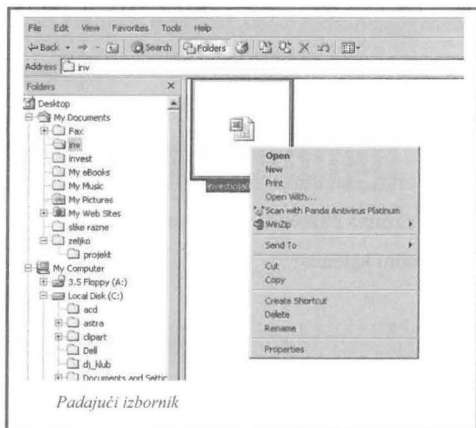 File Edit View Favorites Tools Help
Back Search Folders
Address inv
Folders
Desktop
My Documents
Fax
inv
invest
My eBooks
My Music
My Pictures
My Web Sites
slike razne
zeljko
projekt
My Computer
3.5 Floppy (A:)
Local Disk (C:)
acd
astra
clipart
Dell
dj_klub
Documents and Settin
Open
New
Print
Open With...
Scan with Panda Antivirus Platinum
WinZip
Send To
Cut
Copy
Create Shortcut
Delete
Rename
Properties
Padajući izbornik